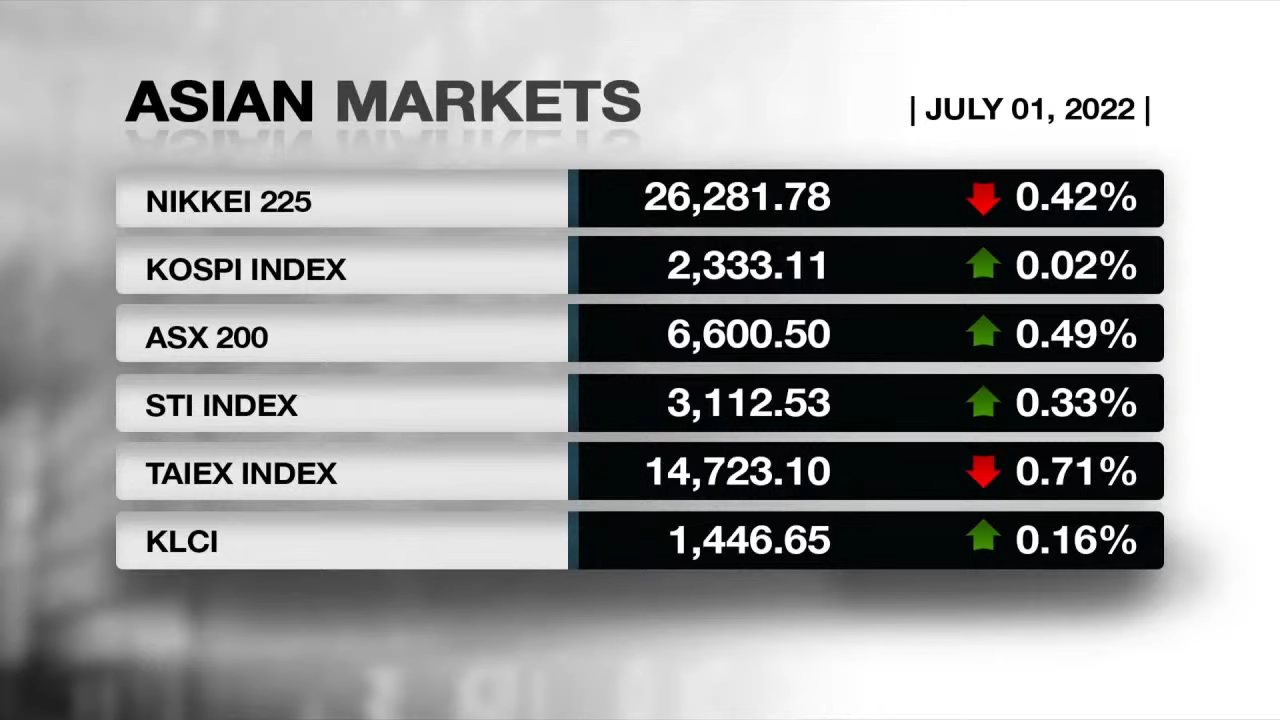 ASIAN MARKETS
| JULY 01, 2022 |
NIKKEI 225 26,281.78 0.42%
KOSPI INDEX 2,333.11 0.02%
ASX 200 6,600.50 0.49%
STI INDEX 3,112.53 0.33%
TAIEX INDEX 14,723.10 0.71%
KLCI 1,446.65 0.16%